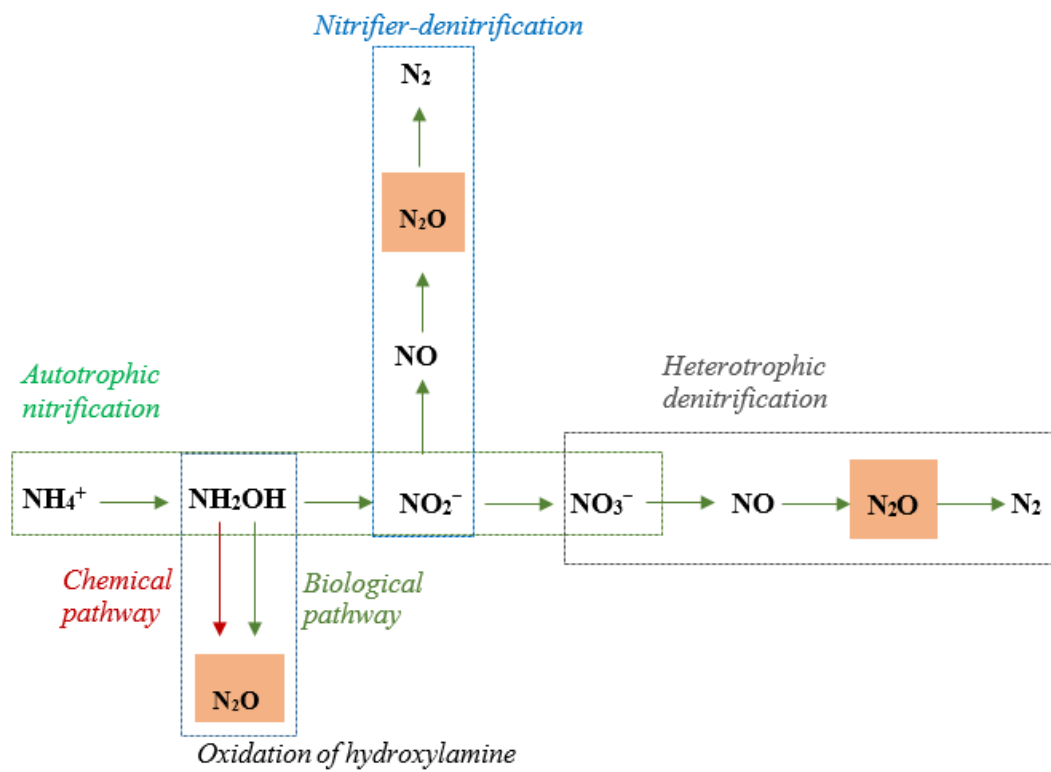 Nitrifier-denitrification
N₂
N₂O
NO
Autotrophic
nitrification
Heterotrophic
denitrification
NH₄⁺ NH₂OH NO₂⁻ NO₃⁻ NO N₂O N₂
Chemical
pathway
Biological
pathway
N₂O
Oxidation of hydroxylamine